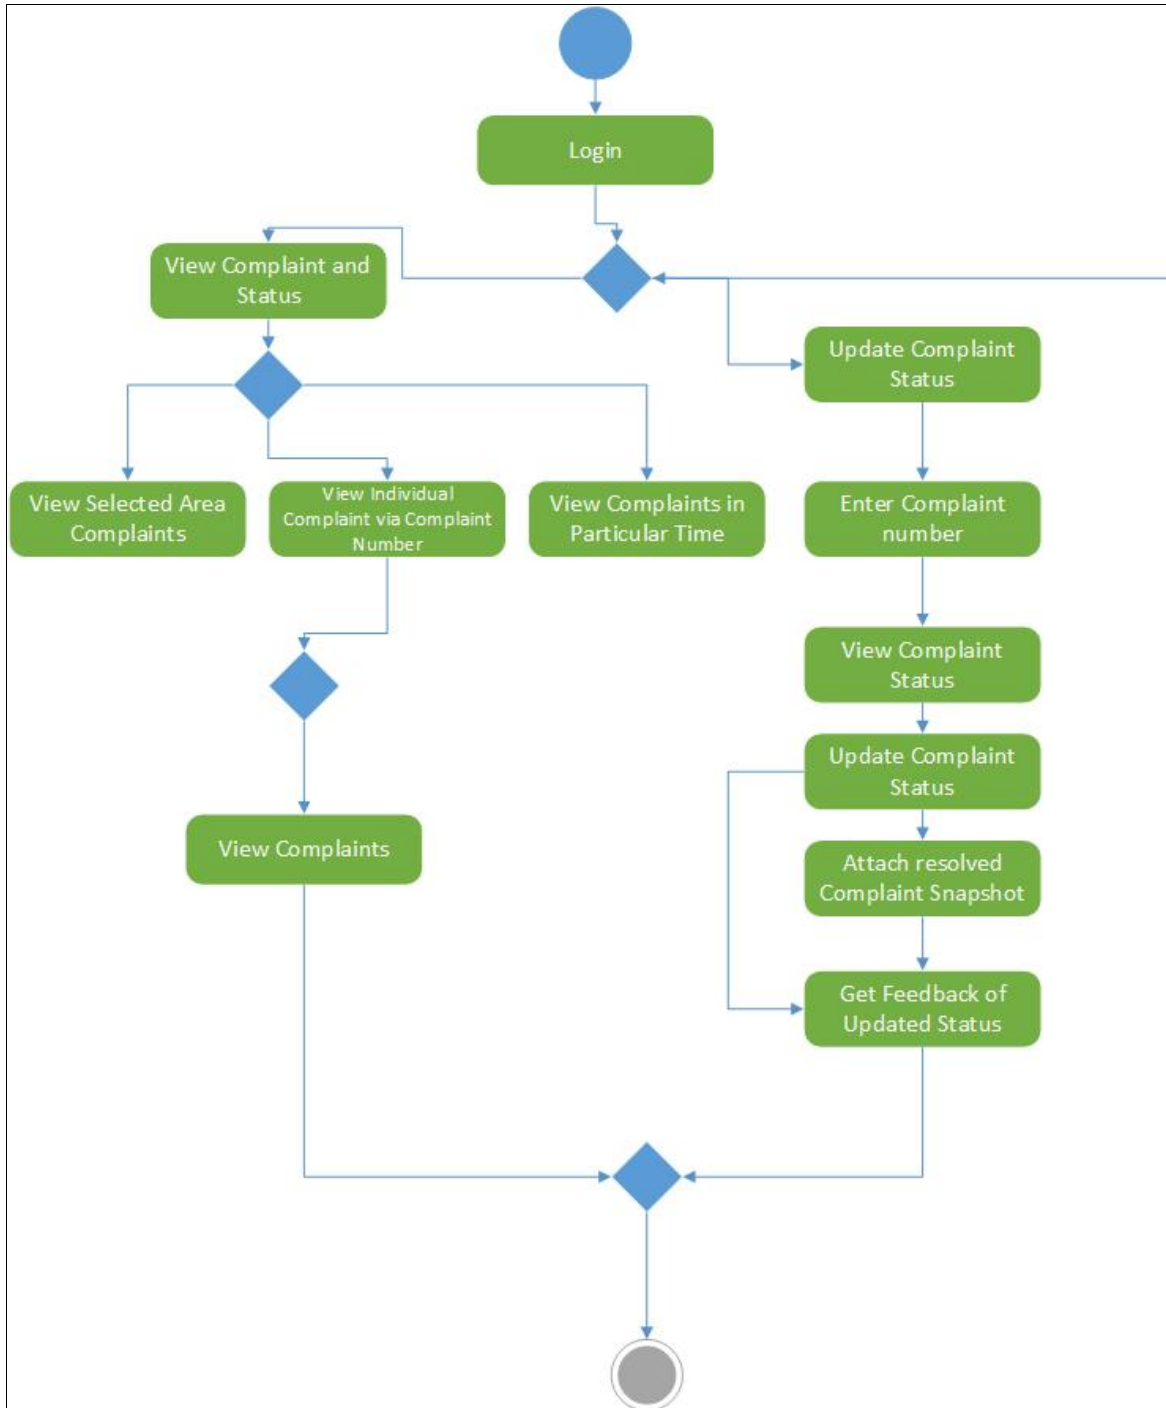 Login
View Complaint and
Status
Update Complaint
Status
View Selected Area
Complaints
View Individual
Complaint via Complaint
Number
View Complaints in
Particular Time
Enter Complaint
number
View Complaint
Status
Update Complaint
Status
View Complaints
Attach resolved
Complaint Snapshot
Get Feedback of
Updated Status